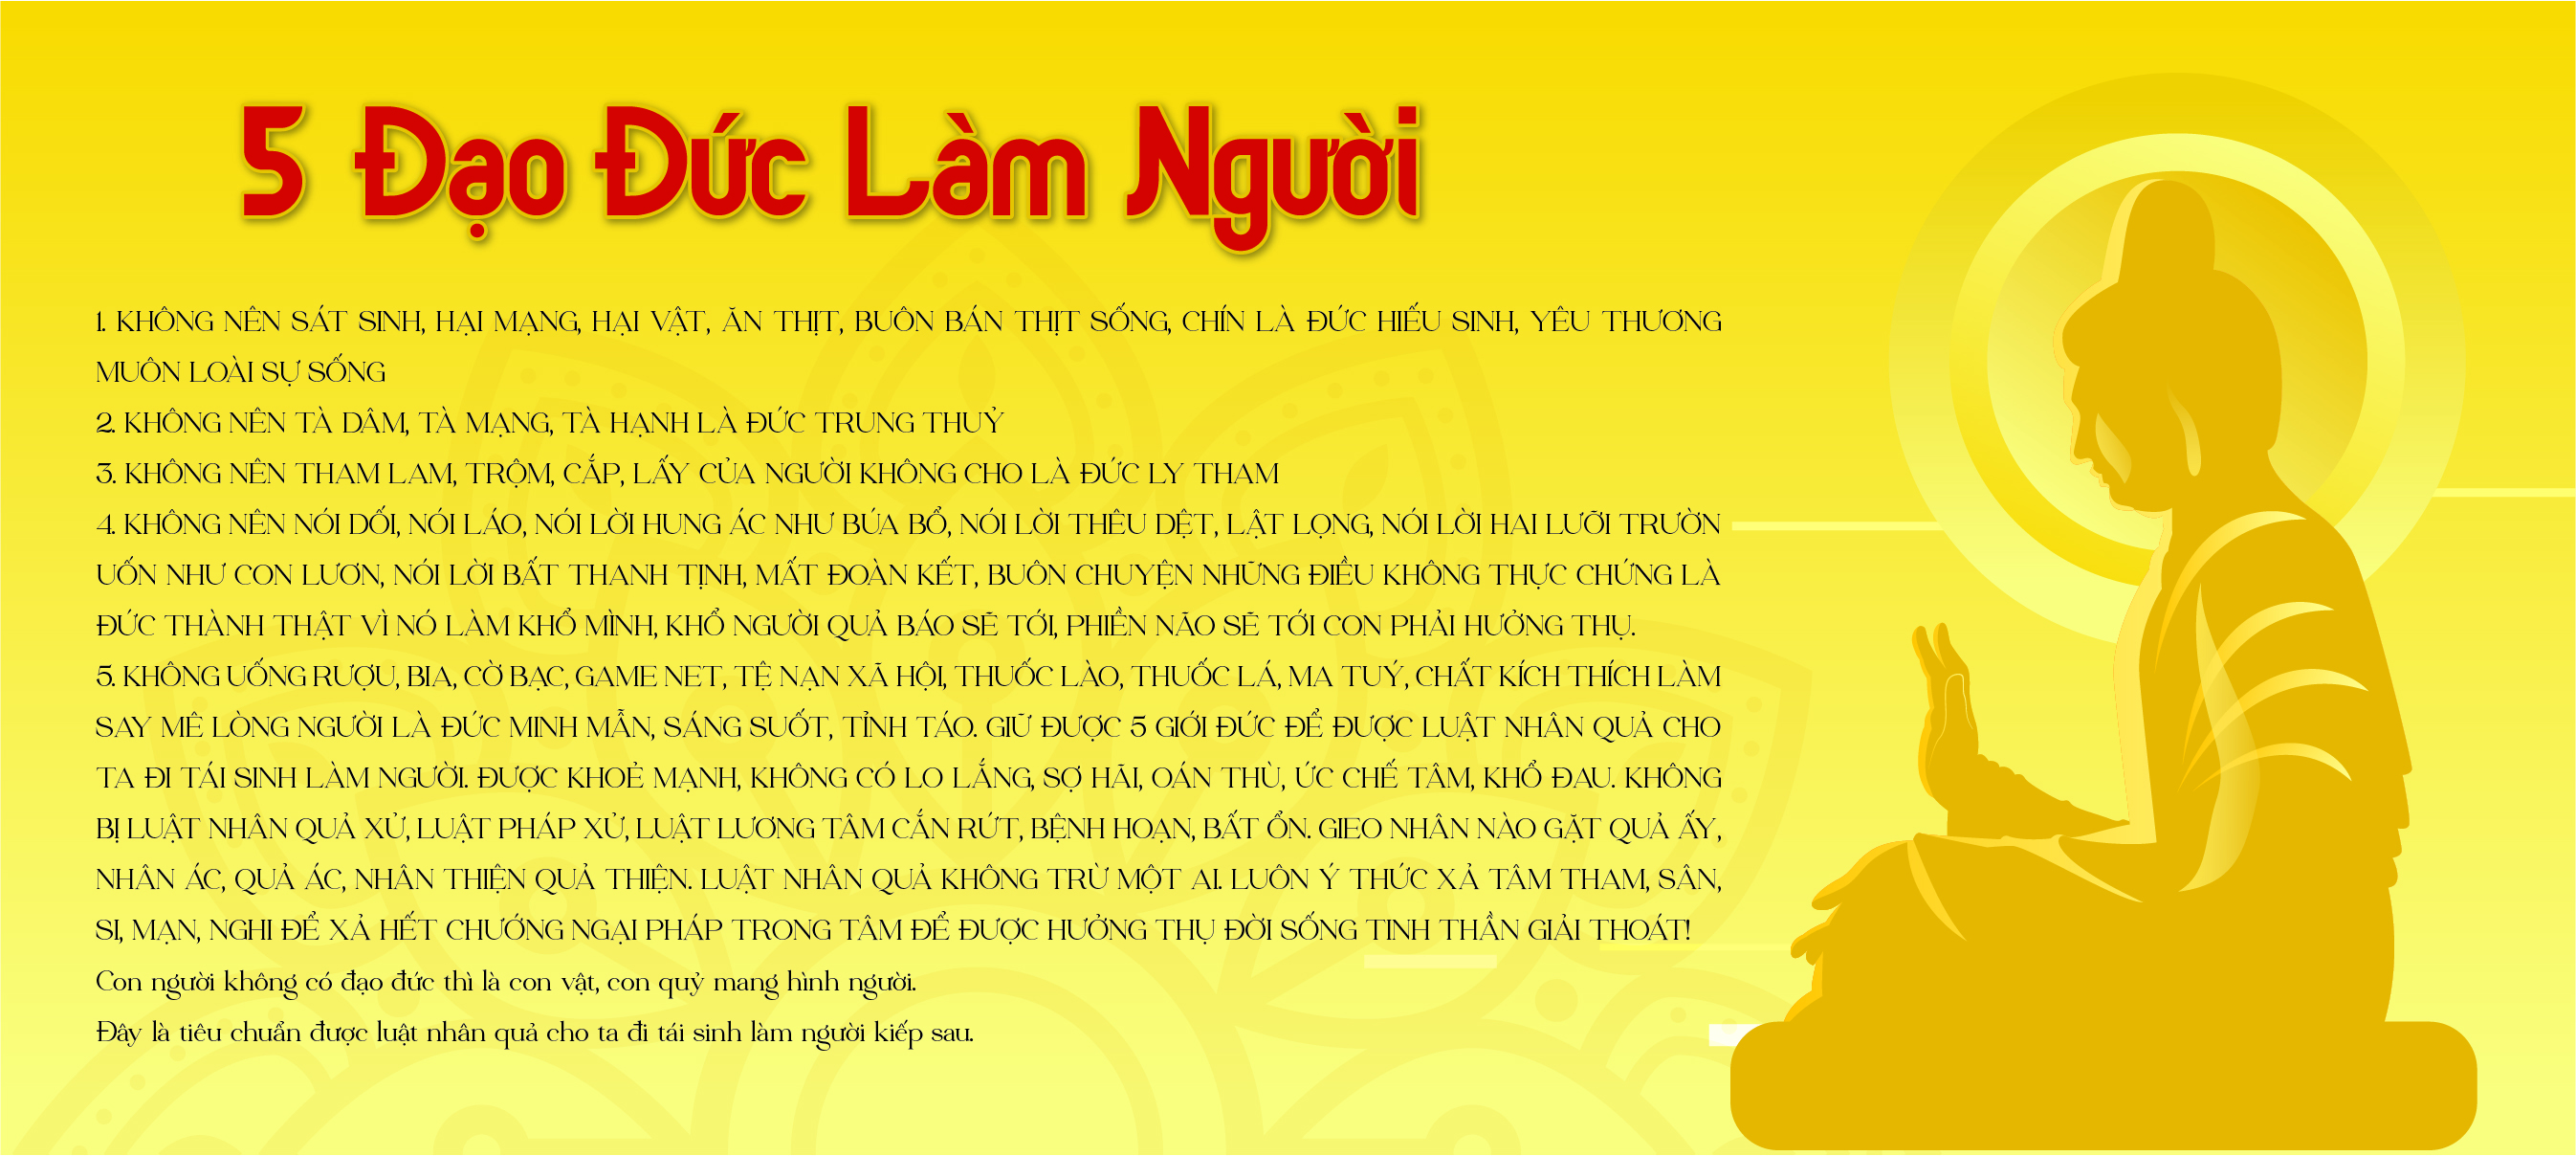 5 Đạo Đức Làm Người
1. KHÔNG NÊN SÁT SINH, HẠI MẠNG, HẠI VẬT, ĂN THỊT, BUÔN BÁN THỊT SỐNG, CHÍN LÀ ĐỨC HIẾU SINH, YÊU THƯƠNG
MUÔN LOÀI SỰ SỐNG
2. KHÔNG NÊN TÀ DÂM, TÀ MẠNG, TÀ HẠNH LÀ ĐỨC TRUNG THUỶ
3. KHÔNG NÊN THAM LAM, TRỘM, CẮP, LẤY CỦA NGƯỜI KHÔNG CHO LÀ ĐỨC LY THAM
4. KHÔNG NÊN NÓI DỐI, NÓI LÁO, NÓI LỜI HUNG ÁC NHƯ BÚA BỔ, NÓI LỜI THÊU DỆT, LẬT LỌNG, NÓI LỜI HAI LƯỠI TRƯỜN
UỐN NHƯ CON LƯƠN, NÓI LỜI BẤT THANH TỊNH, MẤT ĐOÀN KẾT, BUÔN CHUYỆN NHỮNG ĐIỀU KHÔNG THỰC CHỨNG LÀ
ĐỨC THÀNH THẬT VÌ NÓ LÀM KHỔ MÌNH, KHỔ NGƯỜI QUẢ BÁO SẼ TỚI, PHIỀN NÃO SẼ TỚI CON PHẢI HƯỞNG THỤ.
5. KHÔNG UỐNG RƯỢU, BIA, CỜ BẠC, GAME NET, TỆ NẠN XÃ HỘI, THUỐC LÀO, THUỐC LÁ, MA TUÝ, CHẤT KÍCH THÍCH LÀM
SAY MÊ LÒNG NGƯỜI LÀ ĐỨC MINH MẪN, SÁNG SUỐT, TỈNH TÁO. GIỮ ĐƯỢC 5 GIỚI ĐỨC ĐỂ ĐƯỢC LUẬT NHÂN QUẢ CHO
TA ĐI TÁI SINH LÀM NGƯỜI. ĐƯỢC KHOẺ MẠNH, KHÔNG CÓ LO LẮNG, SỢ HÃI, OÁN THÙ, ỨC CHẾ TÂM, KHỔ ĐAU. KHÔNG
BỊ LUẬT NHÂN QUẢ XỬ, LUẬT PHÁP XỬ, LUẬT LƯƠNG TÂM CẮN RỨT, BỆNH HOẠN, BẤT ỔN. GIEO NHÂN NÀO GẶT QUẢ ẤY,
NHÂN ÁC, QUẢ ÁC, NHÂN THIỆN QUẢ THIỆN. LUẬT NHÂN QUẢ KHÔNG TRỪ MỘT AI. LUÔN Ý THỨC XẢ TÂM THAM, SÂN,
SI, MẠN, NGHI ĐỂ XẢ HẾT CHƯỚNG NGẠI PHÁP TRONG TÂM ĐỂ ĐƯỢC HƯỞNG THỤ ĐỜI SỐNG TINH THẦN GIẢI THOÁT!
Con người không có đạo đức thì là con vật, con quỷ mang hình người.
Đây là tiêu chuẩn được luật nhân quả cho ta đi tái sinh làm người kiếp sau.